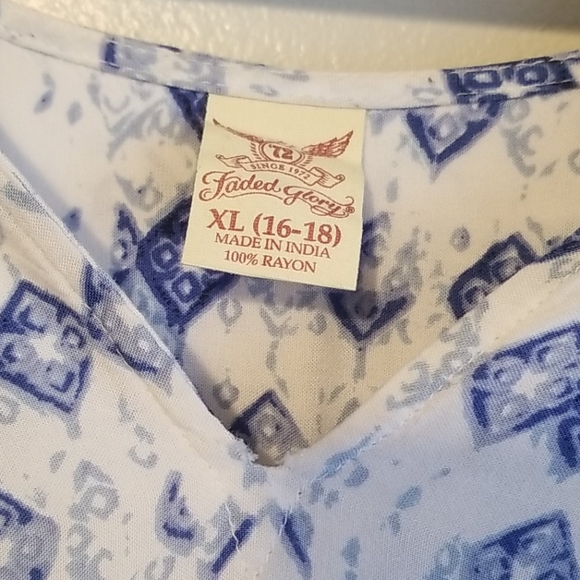 72
SINCE 1972
Faded Glory®
XL (16-18)
MADE IN INDIA
100% RAYON